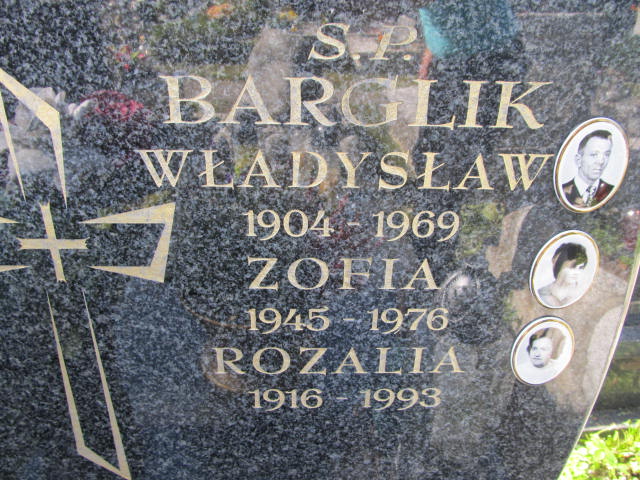 S.P.
BARGLIK
WŁADYSŁAW
1904 - 1969
ZOFIA
1945 - 1976
ROZALIA
1916 - 1993